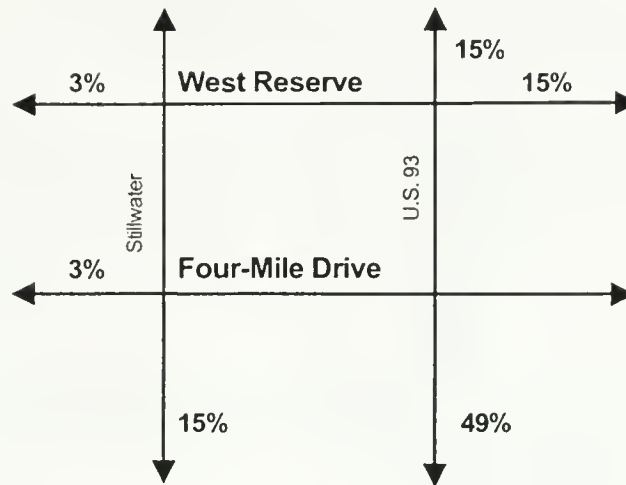 15%
3%
West Reserve
15%
Stillwater
U.S. 93
3%
Four-Mile Drive
15%
49%